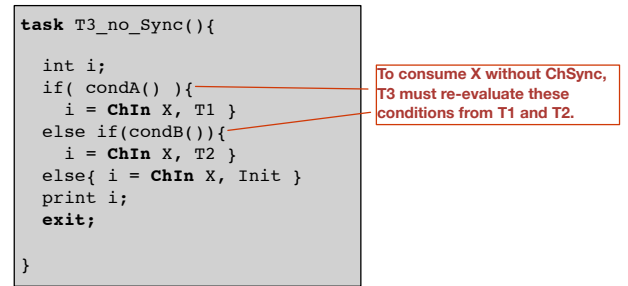 task T3_no_Sync(){
int i;
if( condA() ){
i = ChIn X, T1 }
else if(condB()){
i = ChIn X, T2 }
else{ i = ChIn X, Init }
print i;
exit;
}
To consume X without ChSync,
T3 must re-evaluate these
conditions from T1 and T2.